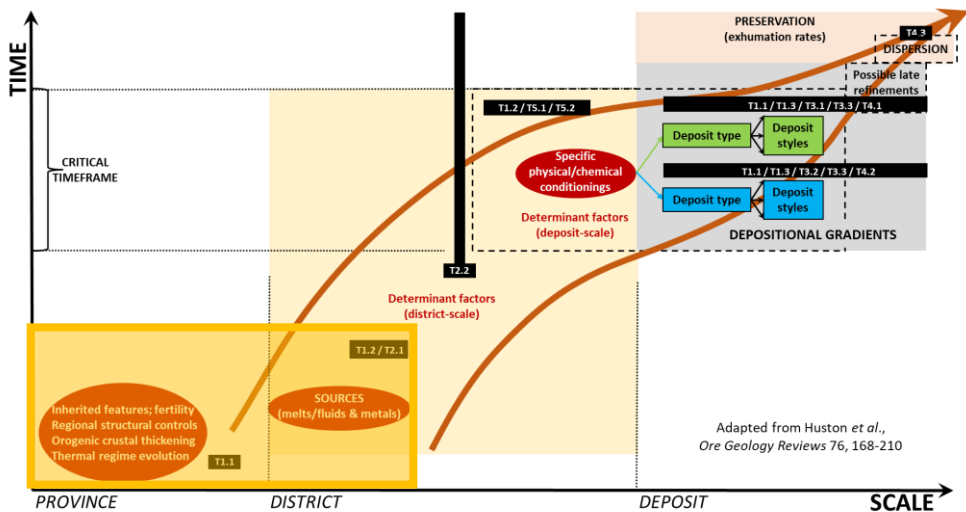 PRESERVATION
(exhumation rates)
T4.3
DISPERSION
Possible late
refinements
TIME
T1.2 / T5.1 / T5.2
T1.1 / T1.3 / T3.1 / T3.3 / T4.1
Deposit type
Deposit
styles
CRITICAL
TIMEFRAME
Specific
physical/chemical
conditionings
T1.1 / T1.3 / T3.2 / T3.3 / T4.2
Deposit type
Deposit
styles
Determinant factors
(deposit-scale)
DEPOSITIONAL GRADIENTS
T2.2
Determinant factors
(district-scale)
T1.2 / T2.1
SOURCES
(melts/fluids & metals)
Inherited features; fertility
Regional structural controls
Orogenic crustal thickening
Thermal regime evolution
T1.1
Adapted from Huston et al.,
Ore Geology Reviews 76, 168-210
PROVINCE
DISTRICT
DEPOSIT
SCALE